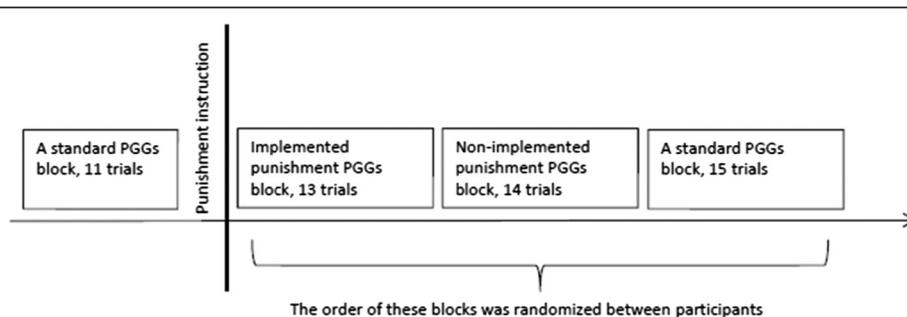 A standard PGGs
block, 11 trials
Punishment instruction
Implemented
punishment PGGs
block, 13 trials
Non-implemented
punishment PGGs
block, 14 trials
A standard PGGs
block, 15 trials
The order of these blocks was randomized between participants